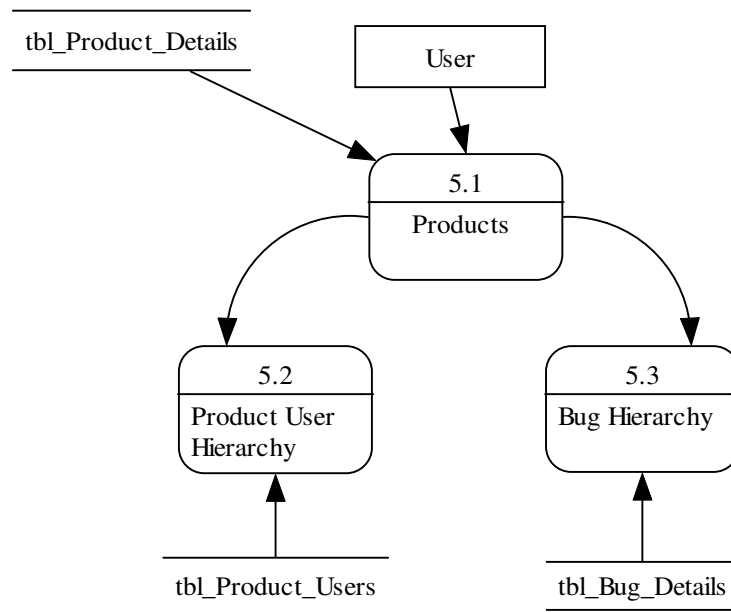 tbl_Product_Details
User
5.1
Products
5.2
Product User
Hierarchy
5.3
Bug Hierarchy
tbl_Product_Users
tbl_Bug_Details